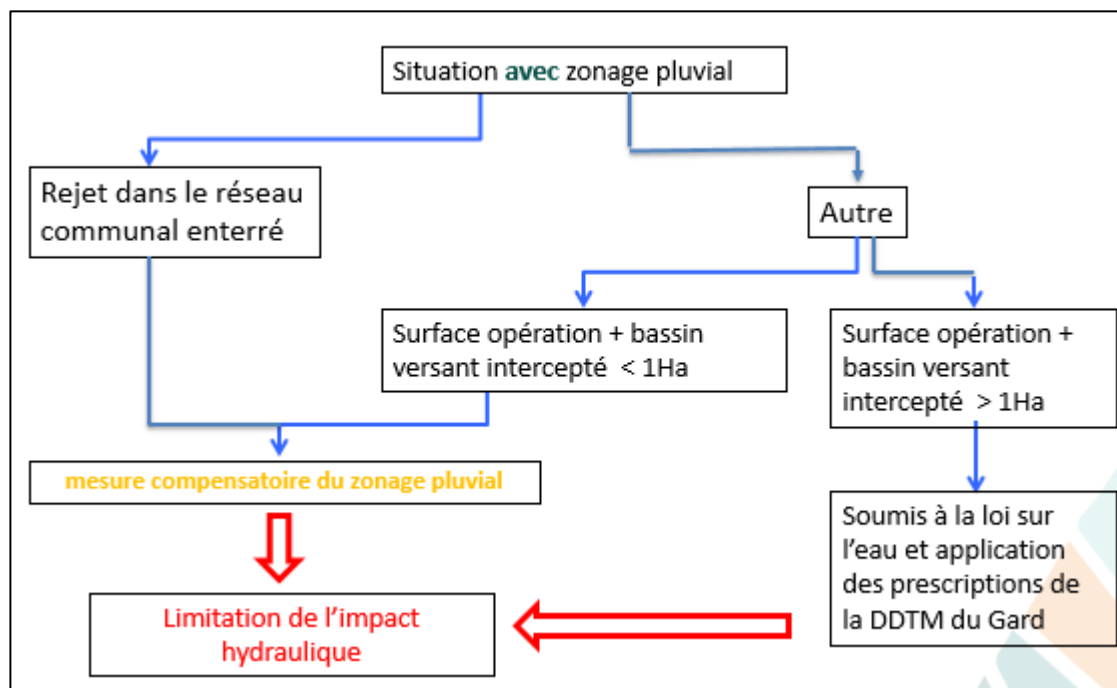 Situation avec zonage pluvial
Rejet dans le réseau
communal enterré
Autre
Surface opération + bassin
versant intercepté < 1Ha
Surface opération +
bassin versant
intercepté > 1Ha
mesure compensatoire du zonage pluvial
Soumis à la loi sur
l'eau et application
des prescriptions de
la DDTM du Gard
Limitation de l'impact
hydraulique